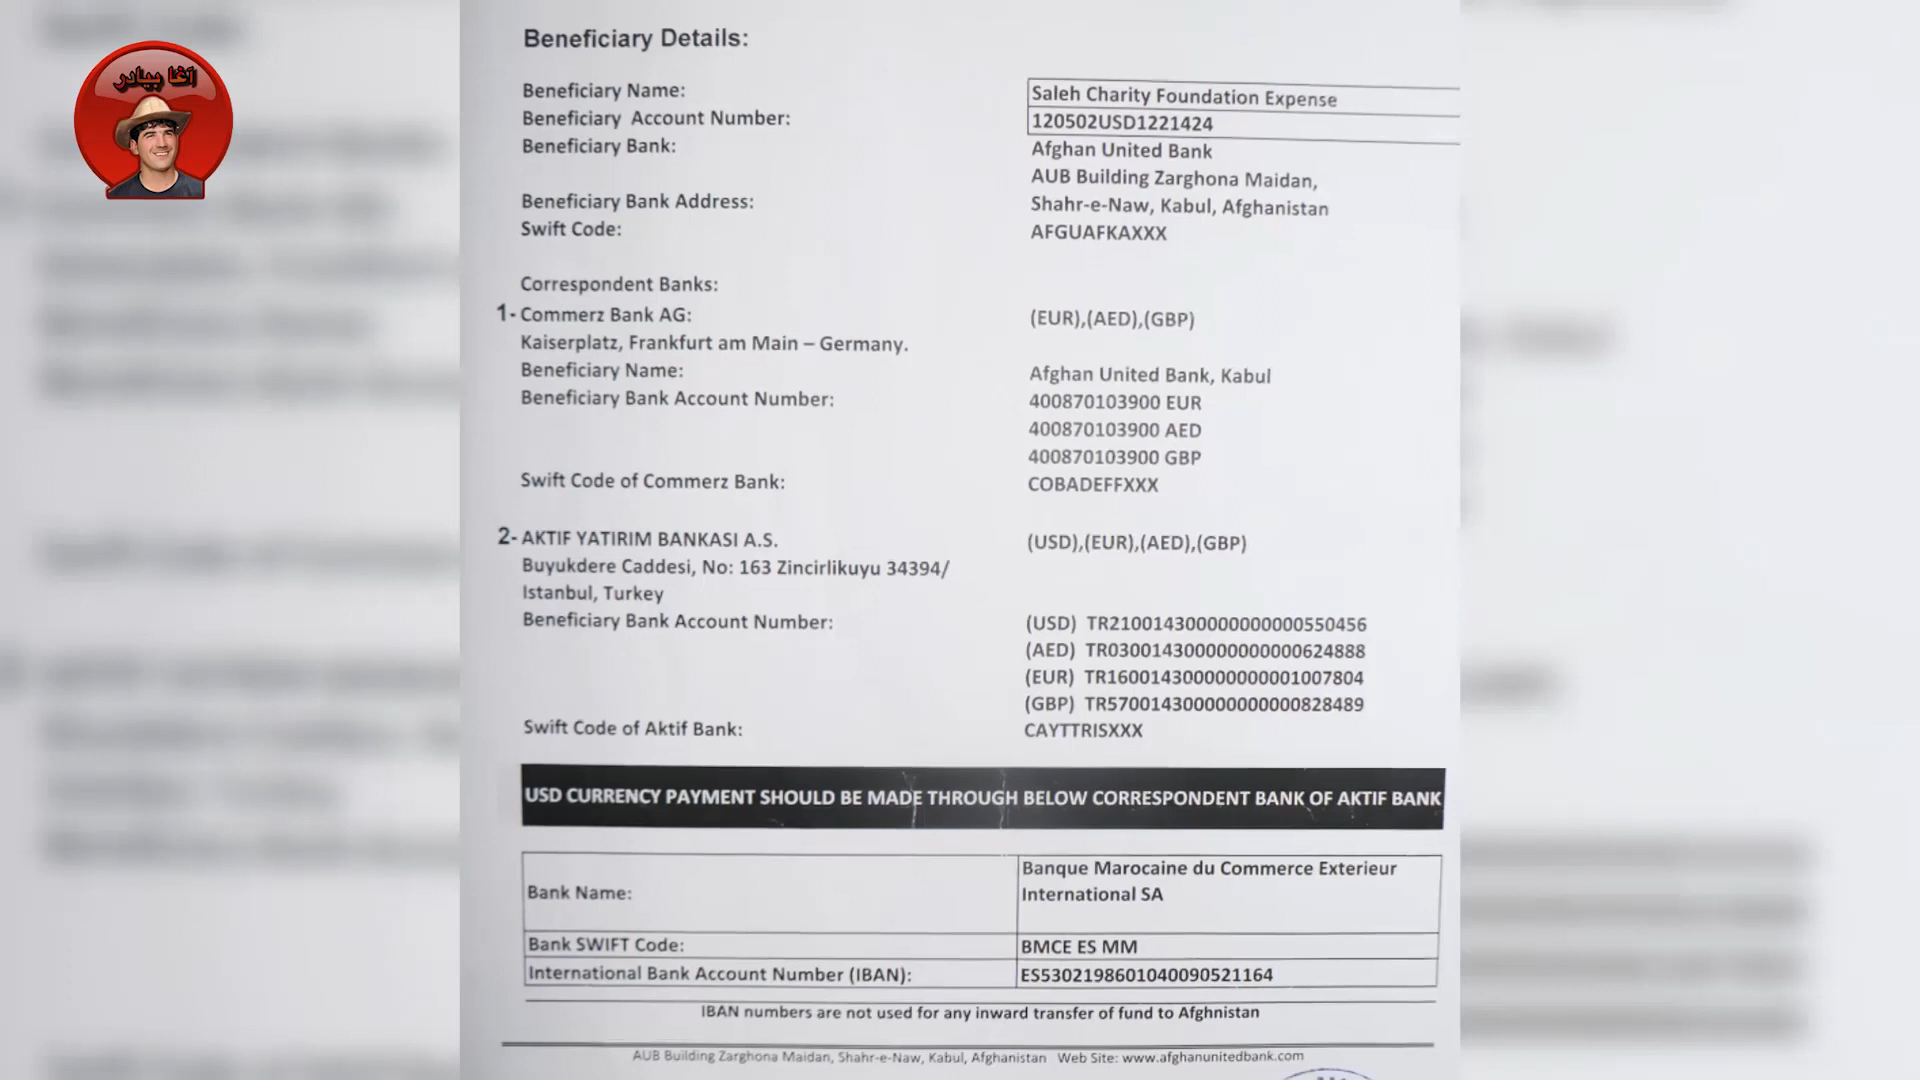 آغا بیادر
Beneficiary Details:
Beneficiary Name: Saleh Charity Foundation Expense
Beneficiary Account Number: 120502USD1221424
Beneficiary Bank: Afghan United Bank
AUB Building Zarghona Maidan,
Beneficiary Bank Address: Shahr-e-Naw, Kabul, Afghanistan
Swift Code: AFGUAFKAXXX
Correspondent Banks:
1- Commerz Bank AG: (EUR),(AED),(GBP)
Kaiserplatz, Frankfurt am Main – Germany.
Beneficiary Name: Afghan United Bank, Kabul
Beneficiary Bank Account Number: 400870103900 EUR
400870103900 AED
400870103900 GBP
Swift Code of Commerz Bank: COBADEFFXXX
2- AKTIF YATIRIM BANKASI A.S. (USD),(EUR),(AED),(GBP)
Buyukdere Caddesi, No: 163 Zincirlikuyu 34394/
Istanbul, Turkey
Beneficiary Bank Account Number: (USD) TR210014300000000000550456
(AED) TR030014300000000000624888
(EUR) TR160014300000000001007804
(GBP) TR570014300000000000828489
Swift Code of Aktif Bank: CAYTTRISXXX
USD CURRENCY PAYMENT SHOULD BE MADE THROUGH BELOW CORRESPONDENT BANK OF AKTIF BANK
Bank Name: Banque Marocaine du Commerce Exterieur
International SA
Bank SWIFT Code: BMCE ES MM
International Bank Account Number (IBAN): ES5302198601040090521164
IBAN numbers are not used for any inward transfer of fund to Afghnistan
AUB Building Zarghona Maidan, Shahr-e-Naw, Kabul, Afghanistan Web Site: www.afghanunitedbank.com